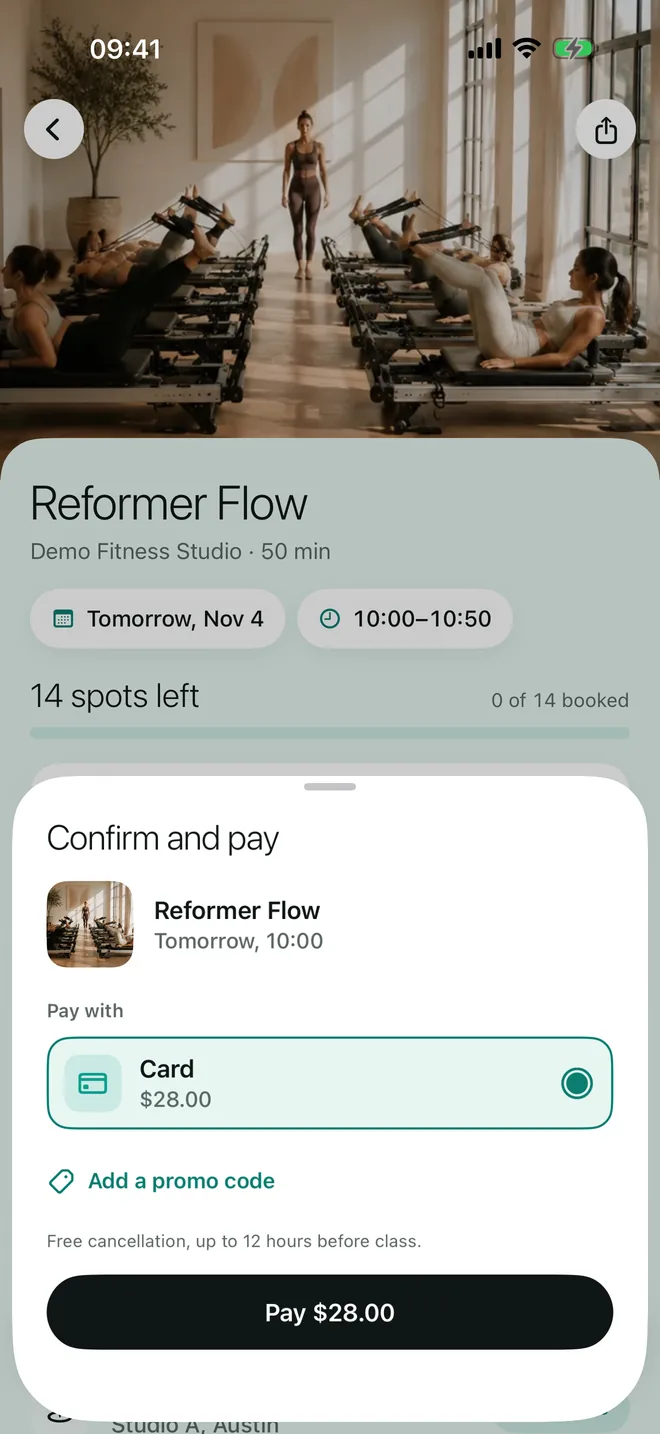 09:41
Reformer Flow
Demo Fitness Studio · 50 min
Tomorrow, Nov 4
10:00–10:50
14 spots left
0 of 14 booked
Confirm and pay
Reformer Flow
Tomorrow, 10:00
Pay with
Card
$28.00
Add a promo code
Free cancellation, up to 12 hours before class.
Pay $28.00
Studio A, Austin